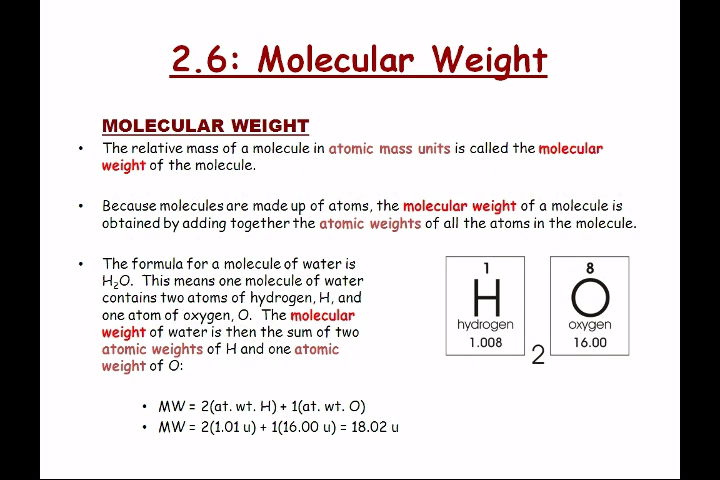 2.6: Molecular Weight
MOLECULAR WEIGHT
• The relative mass of a molecule in atomic mass units is called the molecular
weight of the molecule.
• Because molecules are made up of atoms, the molecular weight of a molecule is
obtained by adding together the atomic weights of all the atoms in the molecule.
• The formula for a molecule of water is
H₂O. This means one molecule of water
contains two atoms of hydrogen, H, and
one atom of oxygen, O. The molecular
weight of water is then the sum of two
atomic weights of H and one atomic
weight of O:
1
H
hydrogen
1.008
2
8
O
oxygen
16.00
• MW = 2(at. wt. H) + 1(at. wt. O)
• MW = 2(1.01 u) + 1(16.00 u) = 18.02 u